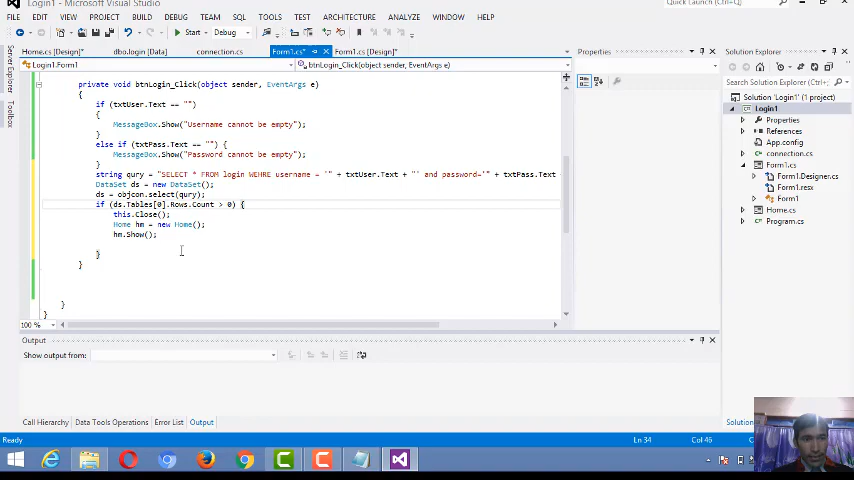 Login1 - Microsoft Visual Studio
Quick Launch (Ctrl+Q)
FILE EDIT VIEW PROJECT BUILD DEBUG TEAM SQL TOOLS TEST ARCHITECTURE ANALYZE WINDOW HELP
Start Debug
Home.cs [Design]* dbo.login [Data] connection.cs Form1.cs* Form1.cs [Design]*
Login1.Form1 btnLogin_Click(object sender, EventArgs e)
private void btnLogin_Click(object sender, EventArgs e)
{
if (txtUser.Text == "")
{
MessageBox.Show("Username cannot be empty");
}
else if (txtPass.Text == "") {
MessageBox.Show("Password cannot be empty");
}
string qury = "SELECT * FROM login WEHRE username = '" + txtUser.Text + "' and password='" + txtPass.Text +
DataSet ds = new DataSet();
ds = objcon.select(qury);
if (ds.Tables[0].Rows.Count > 0) {
this.Close();
Home hm = new Home();
hm.Show();
}
}
}
}
100 %
Server Explorer
Toolbox
Properties
Solution Explorer
Search Solution Explorer
Solution 'Login1' (1 project)
Login1
Properties
References
App.config
connection.cs
Form1.cs
Form1.Designer.cs
Form1.resx
Form1
Home.cs
Program.cs
Output
Show output from:
Call Hierarchy Data Tools Operations Error List Output
Solution
Ready Ln 34 Col 46